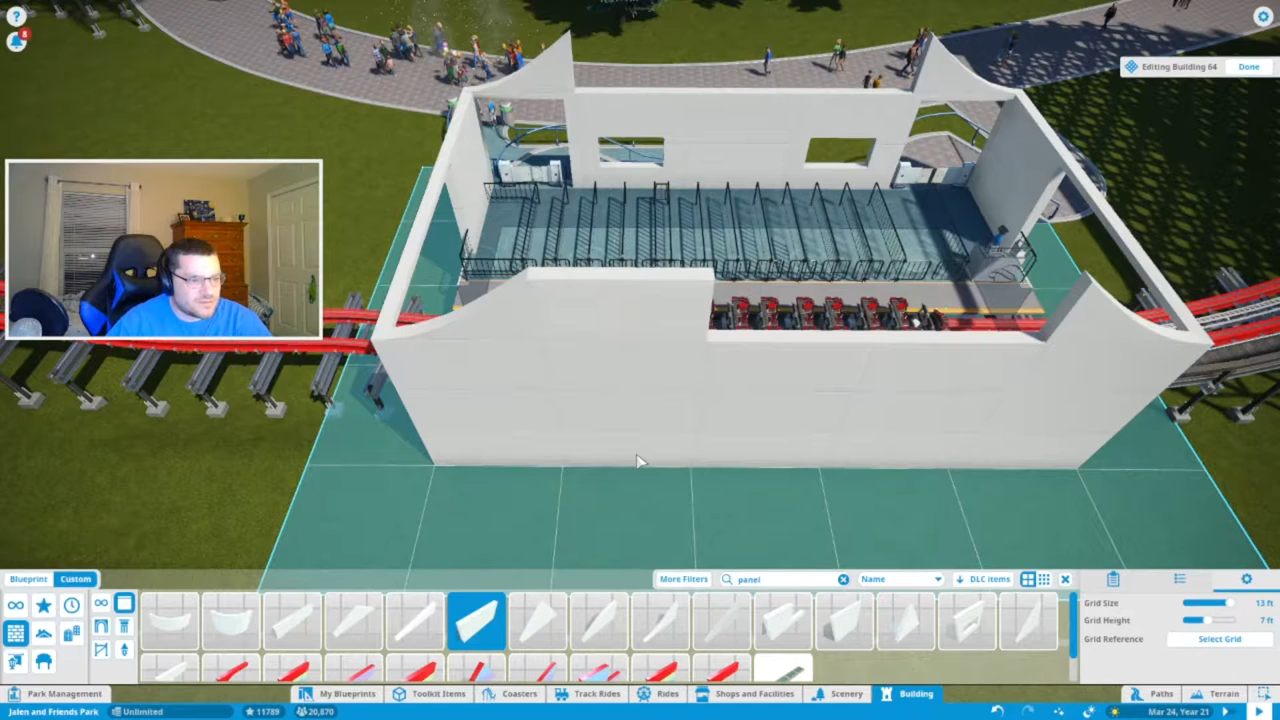 ?
8
Editing Building 64 Done
Blueprint Custom
More Filters panel Name DLC items
Grid Size 13 ft
Grid Height 7 ft
Grid Reference Select Grid
Park Management My Blueprints Toolkit Items Coasters Track Rides Rides Shops and Facilities Scenery Building Paths Terrain
Jalen and Friends Park Unlimited 11789 20,870 Mar 24, Year 21